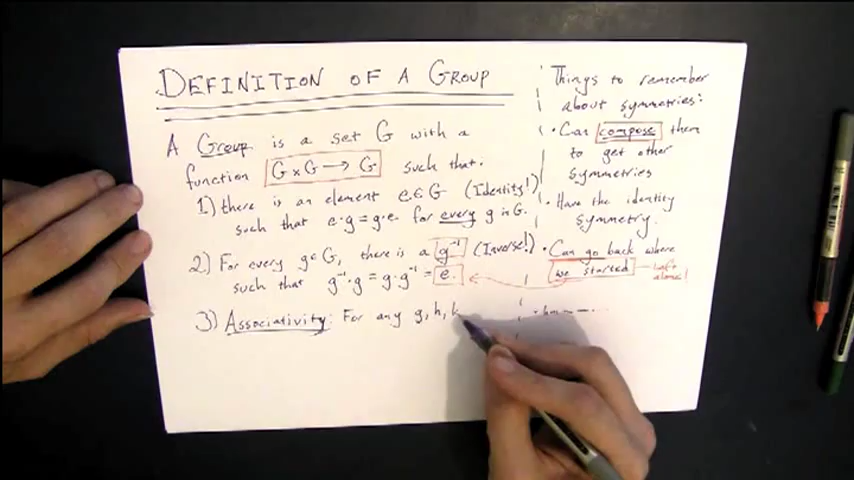 DEFINITION OF A GROUP
A Group is a set G with a
function G x G → G such that.
1) there is an element e∈G (Identity!)
such that e·g = g·e. for every g in G.
2) For every g∈G, there is a g⁻¹ (Inverse!)
such that g⁻¹·g = g·g⁻¹ = e.
3) Associativity: For any g, h, k
Things to remember
about symmetries:
• Can compose them
to get other
symmetries
• Have the identity
symmetry.
• Can go back where
we started
alone!